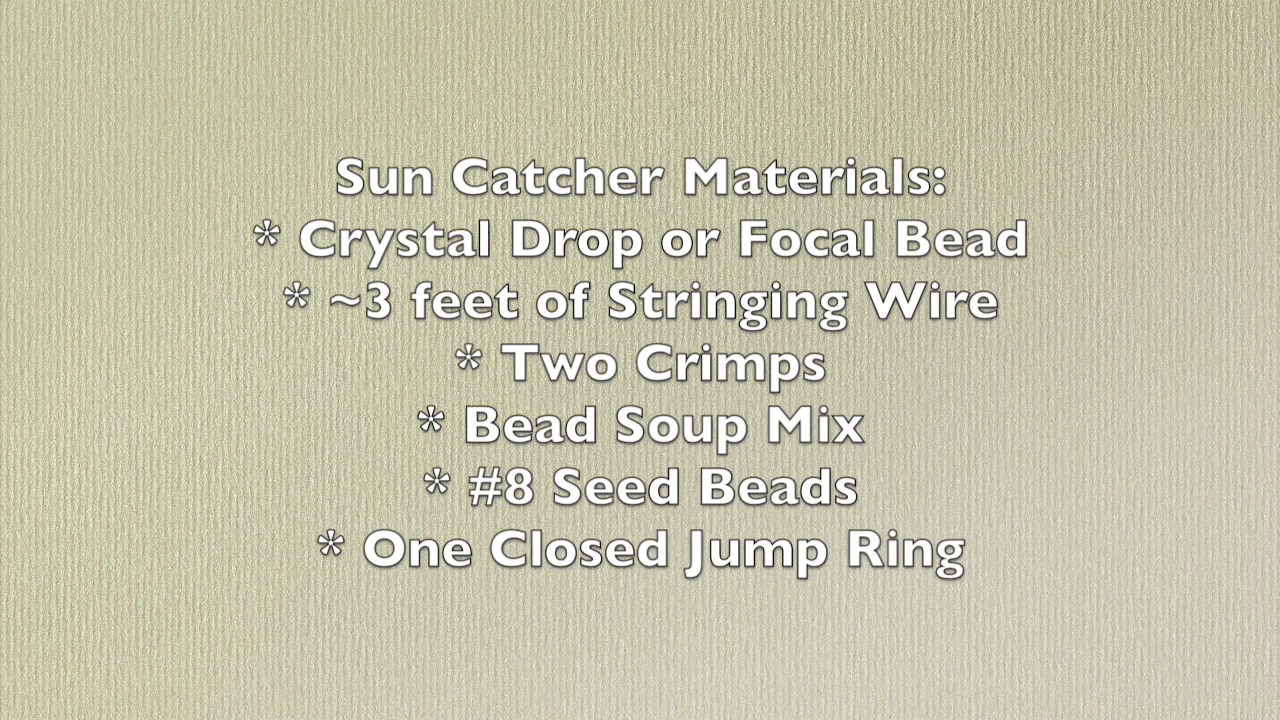 Sun Catcher Materials:
* Crystal Drop or Focal Bead
* ~3 feet of Stringing Wire
* Two Crimps
* Bead Soup Mix
* #8 Seed Beads
* One Closed Jump Ring